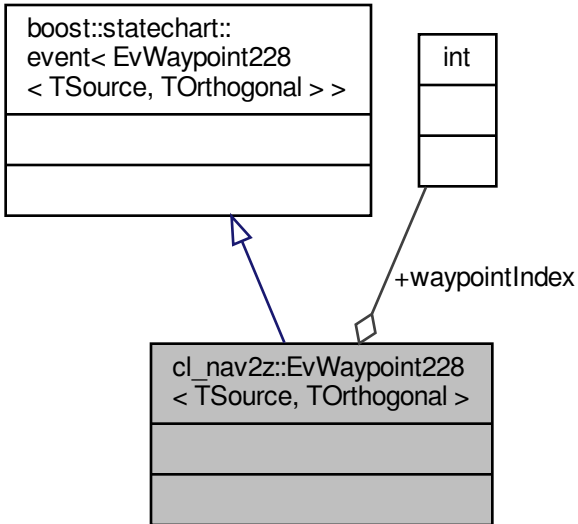 boost::statechart::
event< EvWaypoint228
< TSource, TOrthogonal > >
int
+waypointIndex
cl_nav2z::EvWaypoint228
< TSource, TOrthogonal >